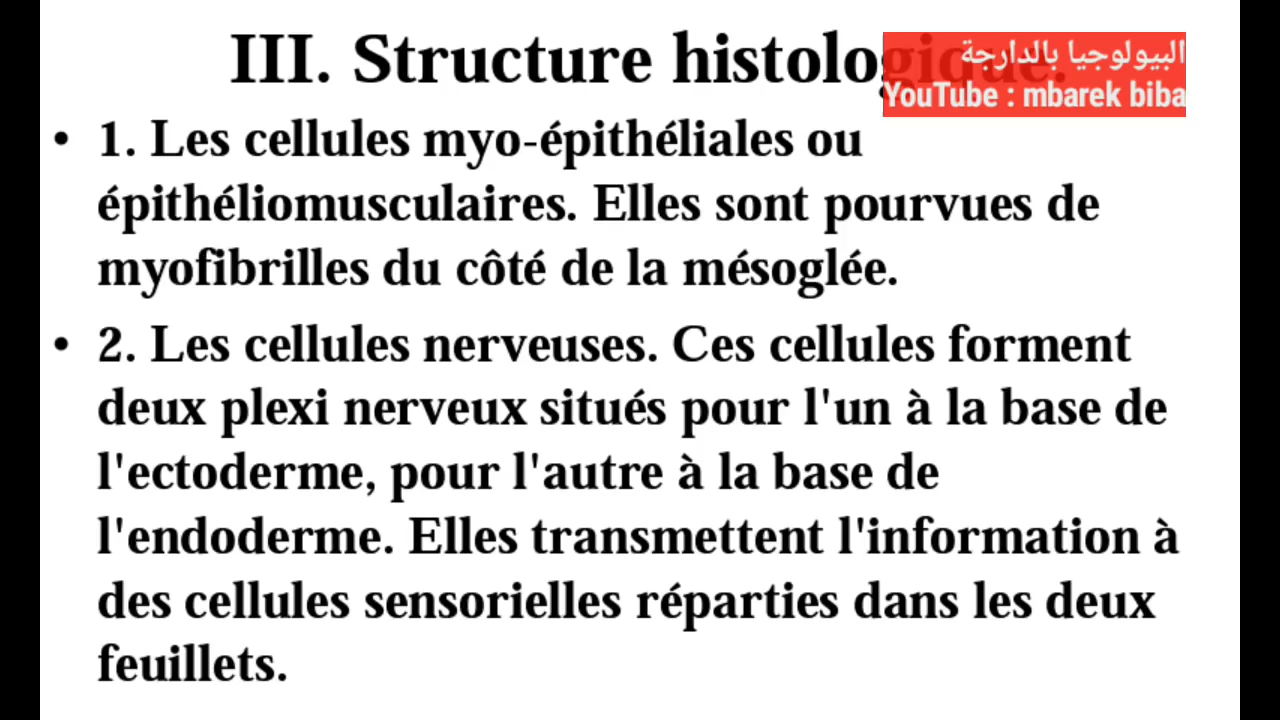 III. Structure histologique.
البيولوجيا بالدارجة
YouTube : mbarek biba
• 1. Les cellules myo-épithéliales ou
épithéliomusculaires. Elles sont pourvues de
myofibrilles du côté de la mésoglée.
• 2. Les cellules nerveuses. Ces cellules forment
deux plexi nerveux situés pour l'un à la base de
l'ectoderme, pour l'autre à la base de
l'endoderme. Elles transmettent l'information à
des cellules sensorielles réparties dans les deux
feuillets.